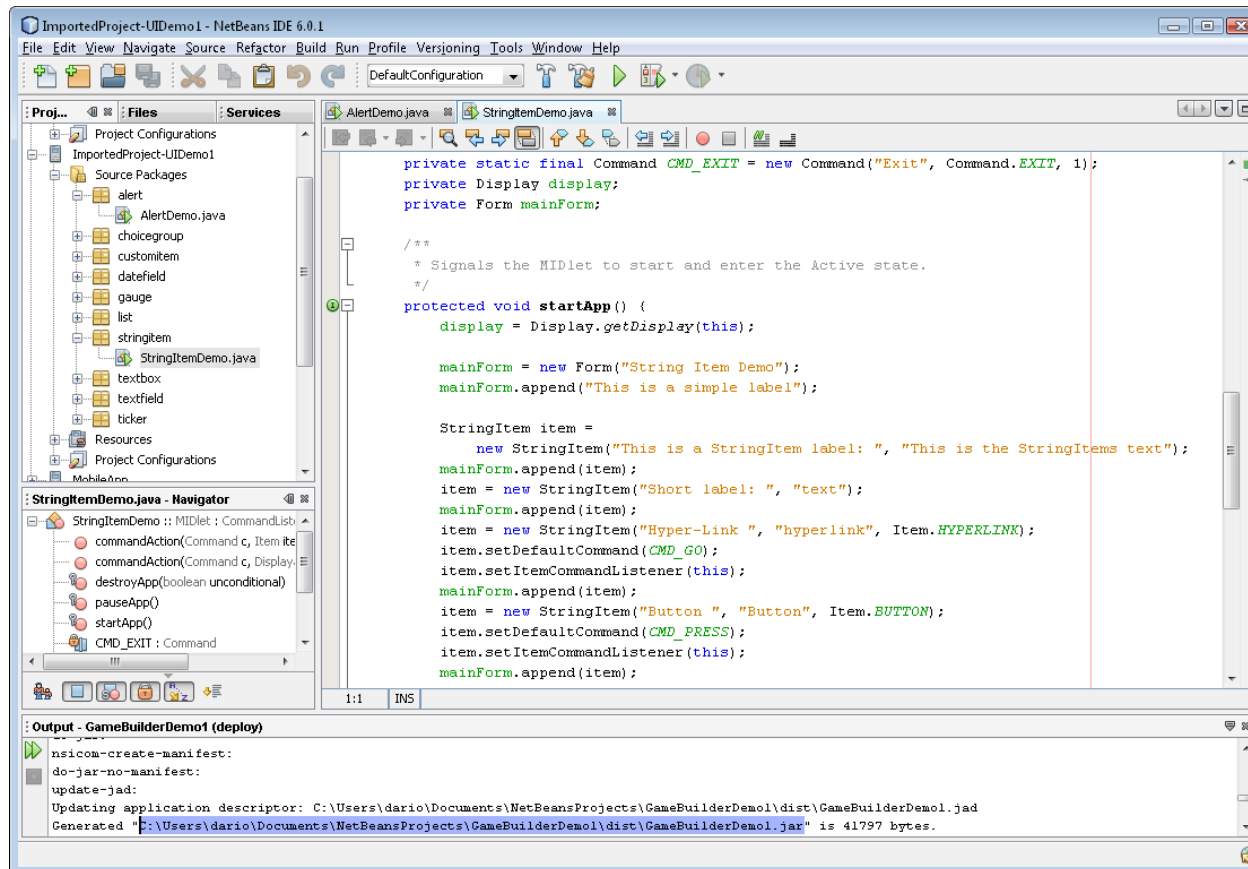 ImportedProject-UIDemo1 - NetBeans IDE 6.0.1
File Edit View Navigate Source Refactor Build Run Profile Versioning Tools Window Help
DefaultConfiguration
Proj... Files Services
Project Configurations
ImportedProject-UIDemo1
Source Packages
alert
AlertDemo.java
choicegroup
customitem
datefield
gauge
list
stringitem
StringItemDemo.java
textbox
textfield
ticker
Resources
Project Configurations
MobileApp
StringItemDemo.java - Navigator
StringItemDemo :: MIDlet : CommandList
commandAction(Command c, Item ite
commandAction(Command c, Display
destroyApp(boolean unconditional)
pauseApp()
startApp()
CMD_EXIT : Command
AlertDemo.java StringItemDemo.java
private static final Command CMD_EXIT = new Command("Exit", Command.EXIT, 1);
private Display display;
private Form mainForm;
/**
* Signals the MIDlet to start and enter the Active state.
*/
protected void startApp() {
display = Display.getDisplay(this);
mainForm = new Form("String Item Demo");
mainForm.append("This is a simple label");
StringItem item =
new StringItem("This is a StringItem label: ", "This is the StringItems text");
mainForm.append(item);
item = new StringItem("Short label: ", "text");
mainForm.append(item);
item = new StringItem("Hyper-Link ", "hyperlink", Item.HYPERLINK);
item.setDefaultCommand(CMD_GO);
item.setItemCommandListener(this);
mainForm.append(item);
item = new StringItem("Button ", "Button", Item.BUTTON);
item.setDefaultCommand(CMD_PRESS);
item.setItemCommandListener(this);
mainForm.append(item);
1:1 INS
Output - GameBuilderDemo1 (deploy)
nsicom-create-manifest:
do-jar-no-manifest:
update-jad:
Updating application descriptor: C:\Users\dario\Documents\NetBeansProjects\GameBuilderDemo1\dist\GameBuilderDemo1.jad
Generated "C:\Users\dario\Documents\NetBeansProjects\GameBuilderDemo1\dist\GameBuilderDemo1.jar" is 41797 bytes.